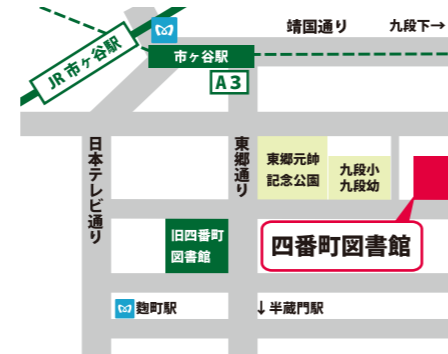 靖国通り
九段下→
JR 市ヶ谷駅
市ヶ谷駅
A3
日本テレビ通り
東郷通り
東郷元帥
記念公園
九段小
九段幼
旧四番町
図書館
四番町図書館
麹町駅
↓半蔵門駅